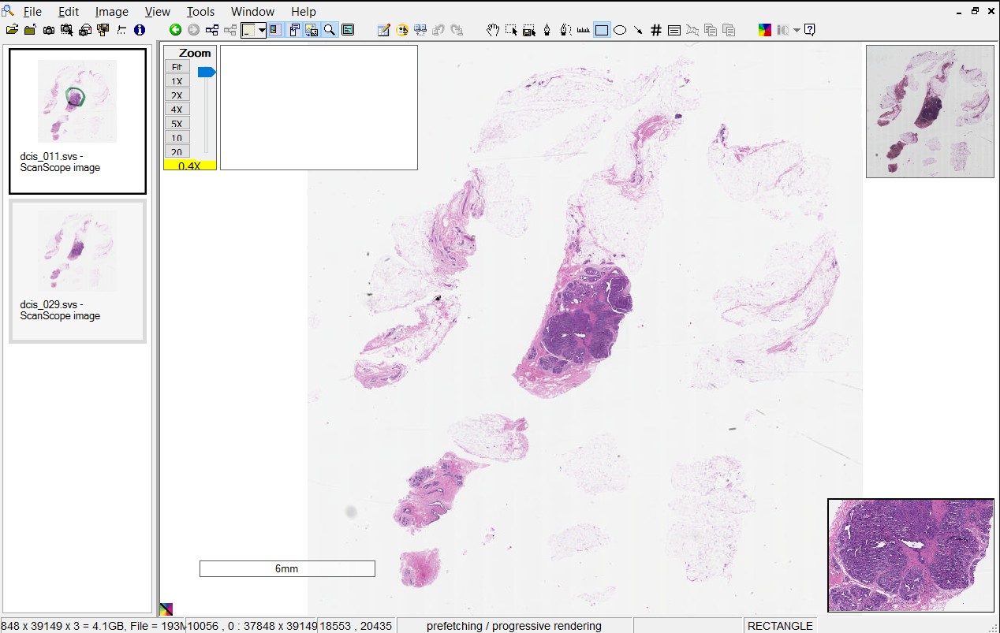 File Edit Image View Tools Window Help
Zoom
Fit
1X
2X
4X
5X
10
20
0.4X
dcis_011.svs -
ScanScope image
dcis_029.svs -
ScanScope image
6mm
848 x 39149 x 3 = 4.1GB, File = 193M
-10056 , 0 : 37848 x 39149
18553 , 20435
prefetching / progressive rendering
RECTANGLE